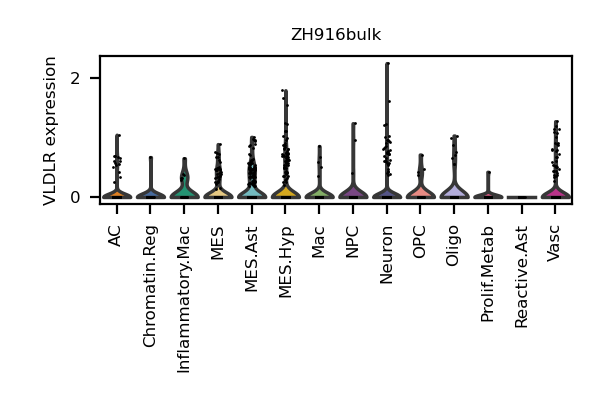 ZH916bulk
VLDLR expression
2
0
AC
Chromatin.Reg
Inflammatory.Mac
MES
MES.Ast
MES.Hyp
Mac
NPC
Neuron
OPC
Oligo
Prolif.Metab
Reactive.Ast
Vasc